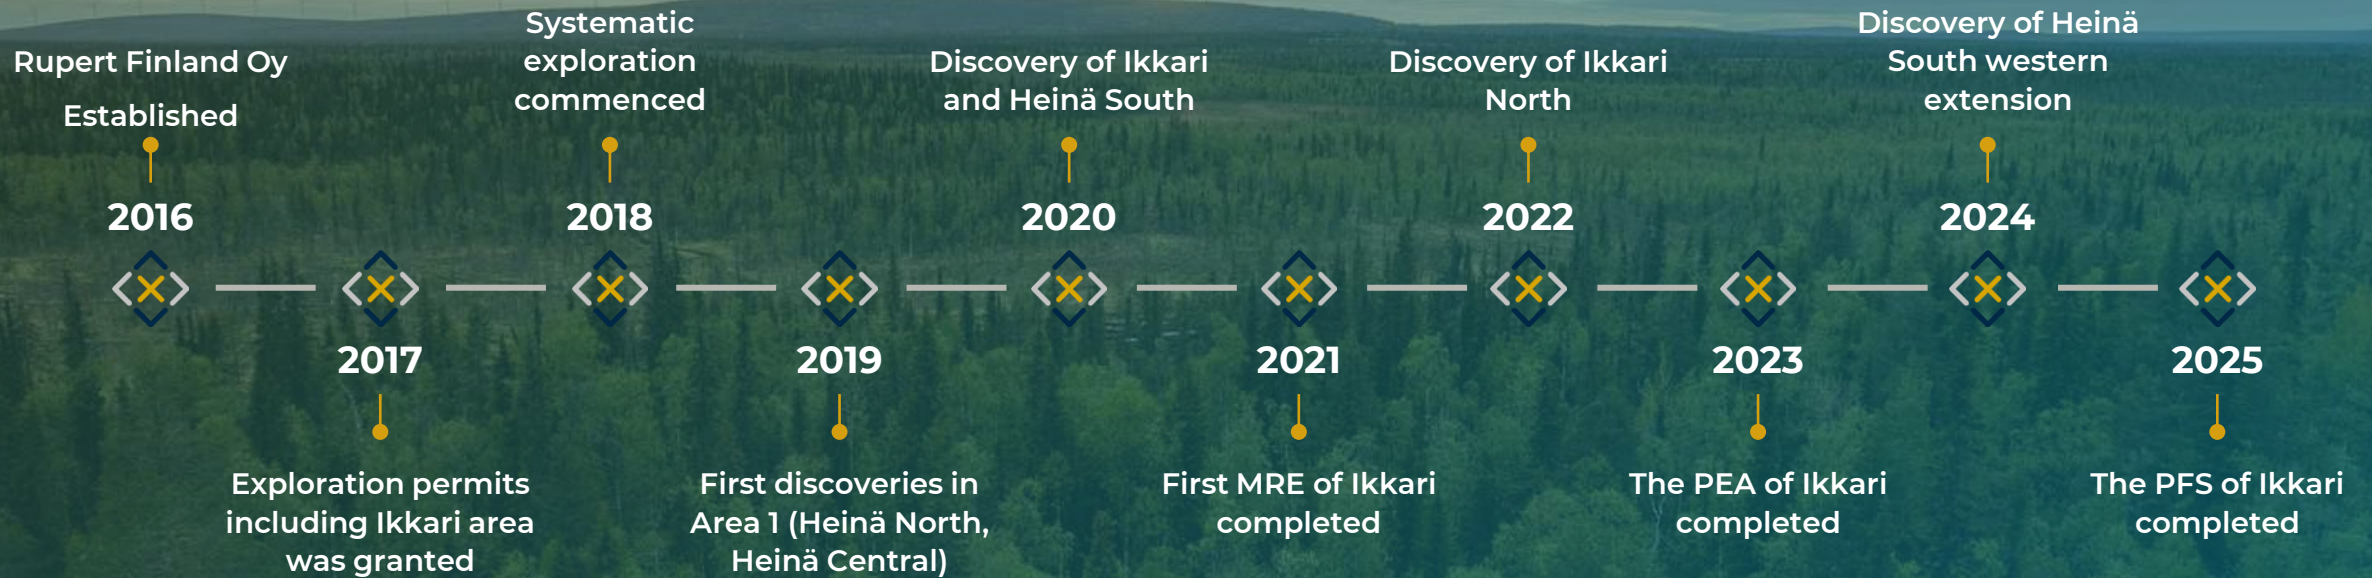 Rupert Finland Oy
Established
2016
Exploration permits
including Ikkari area
was granted
2017
Systematic
exploration
commenced
2018
First discoveries in
Area 1 (Heinä North,
Heinä Central)
2019
Discovery of Ikkari
and Heinä South
2020
First MRE of Ikkari
completed
2021
Discovery of Ikkari
North
2022
The PEA of Ikkari
completed
2023
Discovery of Heinä
South western
extension
2024
The PFS of Ikkari
completed
2025